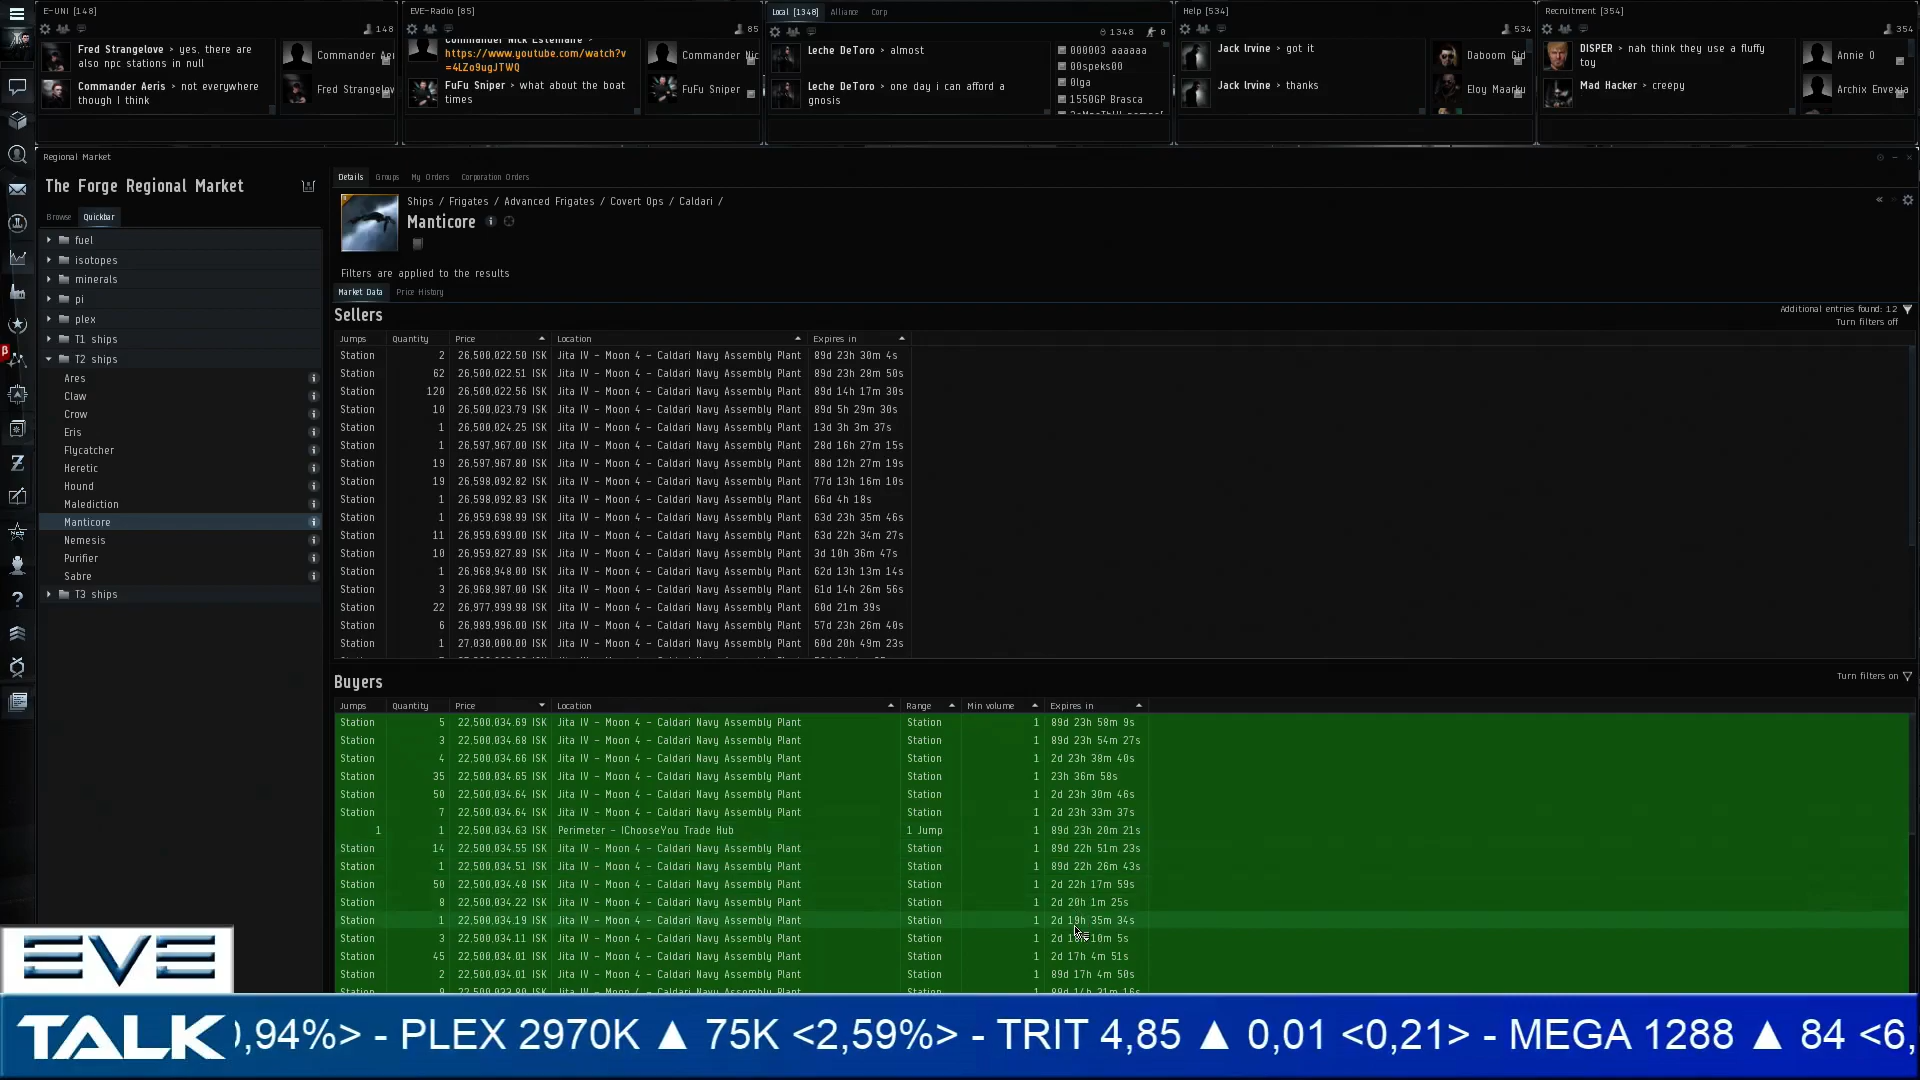 E-UNI [148]
148
Fred Strangelove > yes, there are
also npc stations in null
Commander Aeris > not everywhere
though I think
Commander Aer
Fred Strangelov
EVE-Radio [85]
85
https://www.youtube.com/watch?v
=4LZo9ugJTWQ
FuFu Sniper > what about the boat
times
Commander Nic
FuFu Sniper
Local [1348]
Alliance
Corp
1348
0
Leche DeToro > almost
Leche DeToro > one day i can afford a
gnosis
000003 aaaaaa
00speks00
0lga
1550GP Brasca
Help [534]
534
Jack Irvine > got it
Jack Irvine > thanks
Daboom Gid
Eloy Maarku
Recruitment [354]
354
DISPER > nah think they use a fluffy
toy
Mad Hacker > creepy
Annie O
Archix Envexia
Regional Market
The Forge Regional Market
Browse
Quickbar
fuel
isotopes
minerals
pi
plex
T1 ships
T2 ships
Ares
Claw
Crow
Eris
Flycatcher
Heretic
Hound
Malediction
Manticore
Nemesis
Purifier
Sabre
T3 ships
Details
Groups
My Orders
Corporation Orders
Ships / Frigates / Advanced Frigates / Covert Ops / Caldari /
Manticore
Filters are applied to the results
Market Data
Price History
Sellers
Additional entries found: 12
Turn filters off
Jumps Quantity Price Location Expires in
Station 2 26,500,022.50 ISK Jita IV - Moon 4 - Caldari Navy Assembly Plant 89d 23h 30m 4s
Station 62 26,500,022.51 ISK Jita IV - Moon 4 - Caldari Navy Assembly Plant 89d 23h 28m 50s
Station 120 26,500,022.56 ISK Jita IV - Moon 4 - Caldari Navy Assembly Plant 89d 14h 17m 30s
Station 10 26,500,023.79 ISK Jita IV - Moon 4 - Caldari Navy Assembly Plant 89d 5h 29m 30s
Station 1 26,500,024.25 ISK Jita IV - Moon 4 - Caldari Navy Assembly Plant 13d 3h 3m 37s
Station 1 26,597,967.00 ISK Jita IV - Moon 4 - Caldari Navy Assembly Plant 28d 16h 27m 15s
Station 19 26,597,967.80 ISK Jita IV - Moon 4 - Caldari Navy Assembly Plant 88d 12h 27m 19s
Station 19 26,598,092.82 ISK Jita IV - Moon 4 - Caldari Navy Assembly Plant 77d 13h 16m 10s
Station 1 26,598,092.83 ISK Jita IV - Moon 4 - Caldari Navy Assembly Plant 66d 4h 18s
Station 1 26,959,698.99 ISK Jita IV - Moon 4 - Caldari Navy Assembly Plant 63d 23h 35m 46s
Station 11 26,959,699.00 ISK Jita IV - Moon 4 - Caldari Navy Assembly Plant 63d 22h 34m 27s
Station 10 26,959,827.89 ISK Jita IV - Moon 4 - Caldari Navy Assembly Plant 3d 10h 36m 47s
Station 1 26,968,948.00 ISK Jita IV - Moon 4 - Caldari Navy Assembly Plant 62d 13h 13m 14s
Station 3 26,968,987.00 ISK Jita IV - Moon 4 - Caldari Navy Assembly Plant 61d 14h 26m 56s
Station 22 26,977,999.98 ISK Jita IV - Moon 4 - Caldari Navy Assembly Plant 60d 21m 39s
Station 6 26,989,996.00 ISK Jita IV - Moon 4 - Caldari Navy Assembly Plant 57d 23h 26m 40s
Station 1 27,030,000.00 ISK Jita IV - Moon 4 - Caldari Navy Assembly Plant 60d 20h 49m 23s
Buyers
Turn filters on
Jumps Quantity Price Location Range Min volume Expires in
Station 5 22,500,034.69 ISK Jita IV - Moon 4 - Caldari Navy Assembly Plant Station 1 89d 23h 58m 9s
Station 3 22,500,034.68 ISK Jita IV - Moon 4 - Caldari Navy Assembly Plant Station 1 89d 23h 54m 27s
Station 4 22,500,034.66 ISK Jita IV - Moon 4 - Caldari Navy Assembly Plant Station 1 2d 23h 38m 40s
Station 35 22,500,034.65 ISK Jita IV - Moon 4 - Caldari Navy Assembly Plant Station 1 23h 36m 58s
Station 50 22,500,034.64 ISK Jita IV - Moon 4 - Caldari Navy Assembly Plant Station 1 2d 23h 30m 46s
Station 7 22,500,034.64 ISK Jita IV - Moon 4 - Caldari Navy Assembly Plant Station 1 2d 23h 33m 37s
1 1 22,500,034.63 ISK Perimeter - IChooseYou Trade Hub 1 Jump 1 89d 23h 20m 21s
Station 14 22,500,034.55 ISK Jita IV - Moon 4 - Caldari Navy Assembly Plant Station 1 89d 22h 51m 23s
Station 1 22,500,034.51 ISK Jita IV - Moon 4 - Caldari Navy Assembly Plant Station 1 89d 22h 26m 43s
Station 50 22,500,034.48 ISK Jita IV - Moon 4 - Caldari Navy Assembly Plant Station 1 2d 22h 17m 59s
Station 8 22,500,034.22 ISK Jita IV - Moon 4 - Caldari Navy Assembly Plant Station 1 2d 20h 1m 25s
Station 1 22,500,034.19 ISK Jita IV - Moon 4 - Caldari Navy Assembly Plant Station 1 2d 19h 35m 34s
Station 3 22,500,034.11 ISK Jita IV - Moon 4 - Caldari Navy Assembly Plant Station 1 2d 10m 5s
Station 45 22,500,034.01 ISK Jita IV - Moon 4 - Caldari Navy Assembly Plant Station 1 2d 17h 4m 51s
Station 2 22,500,034.01 ISK Jita IV - Moon 4 - Caldari Navy Assembly Plant Station 1 89d 17h 4m 50s
EVE
TALK
0,94%> - PLEX 2970K ▲ 75K <2,59%> - TRIT 4,85 ▲ 0,01 <0,21> - MEGA 1288 ▲ 84 <6,